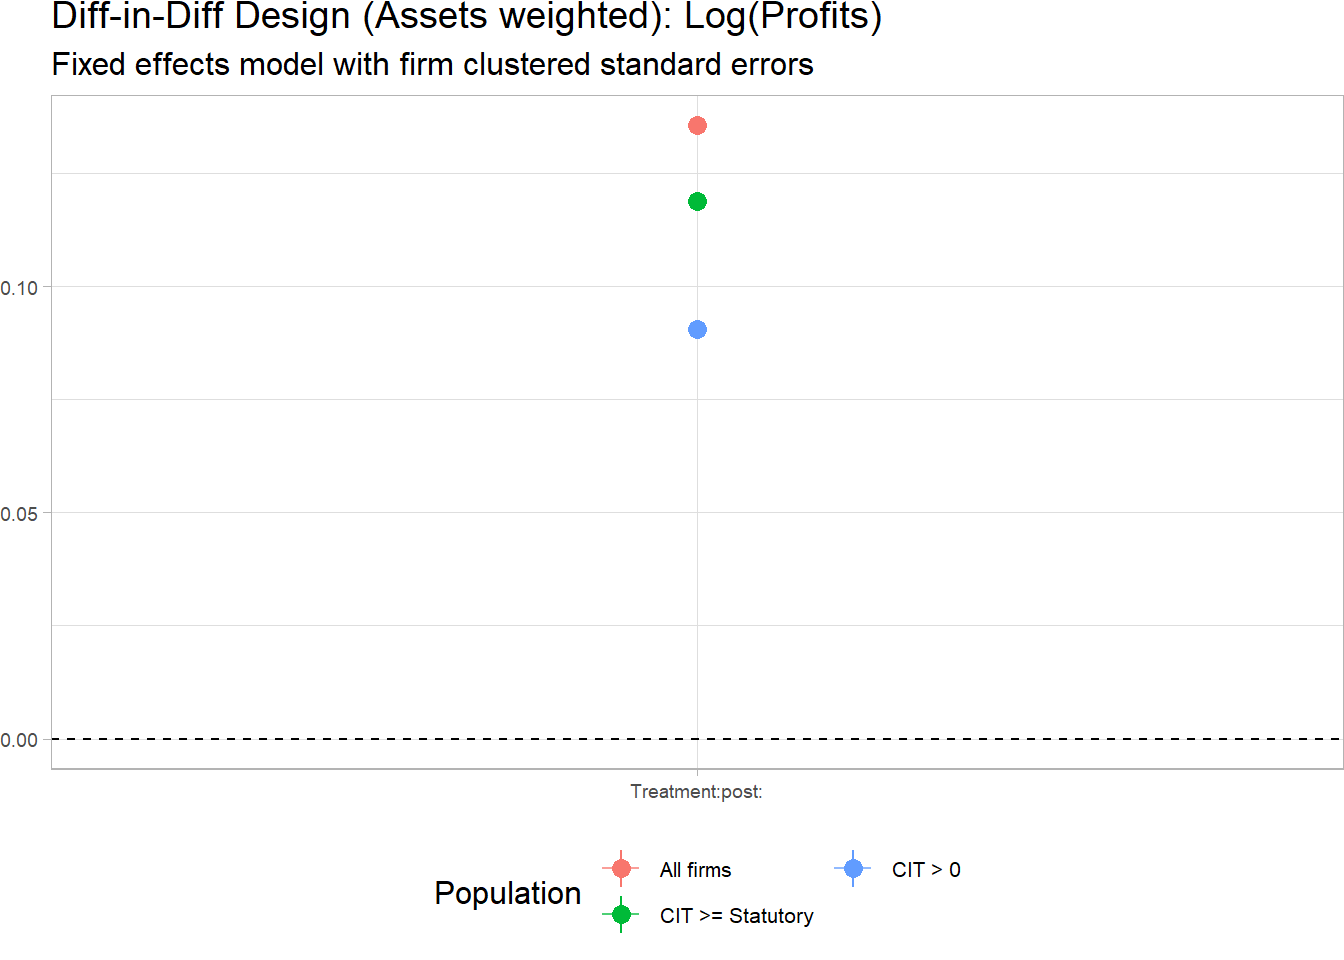 Diff-in-Diff Design (Assets weighted): Log(Profits)
Fixed effects model with firm clustered standard errors
0.10
0.05
0.00
Treatment:post:
Population
All firms
CIT > 0
CIT >= Statutory